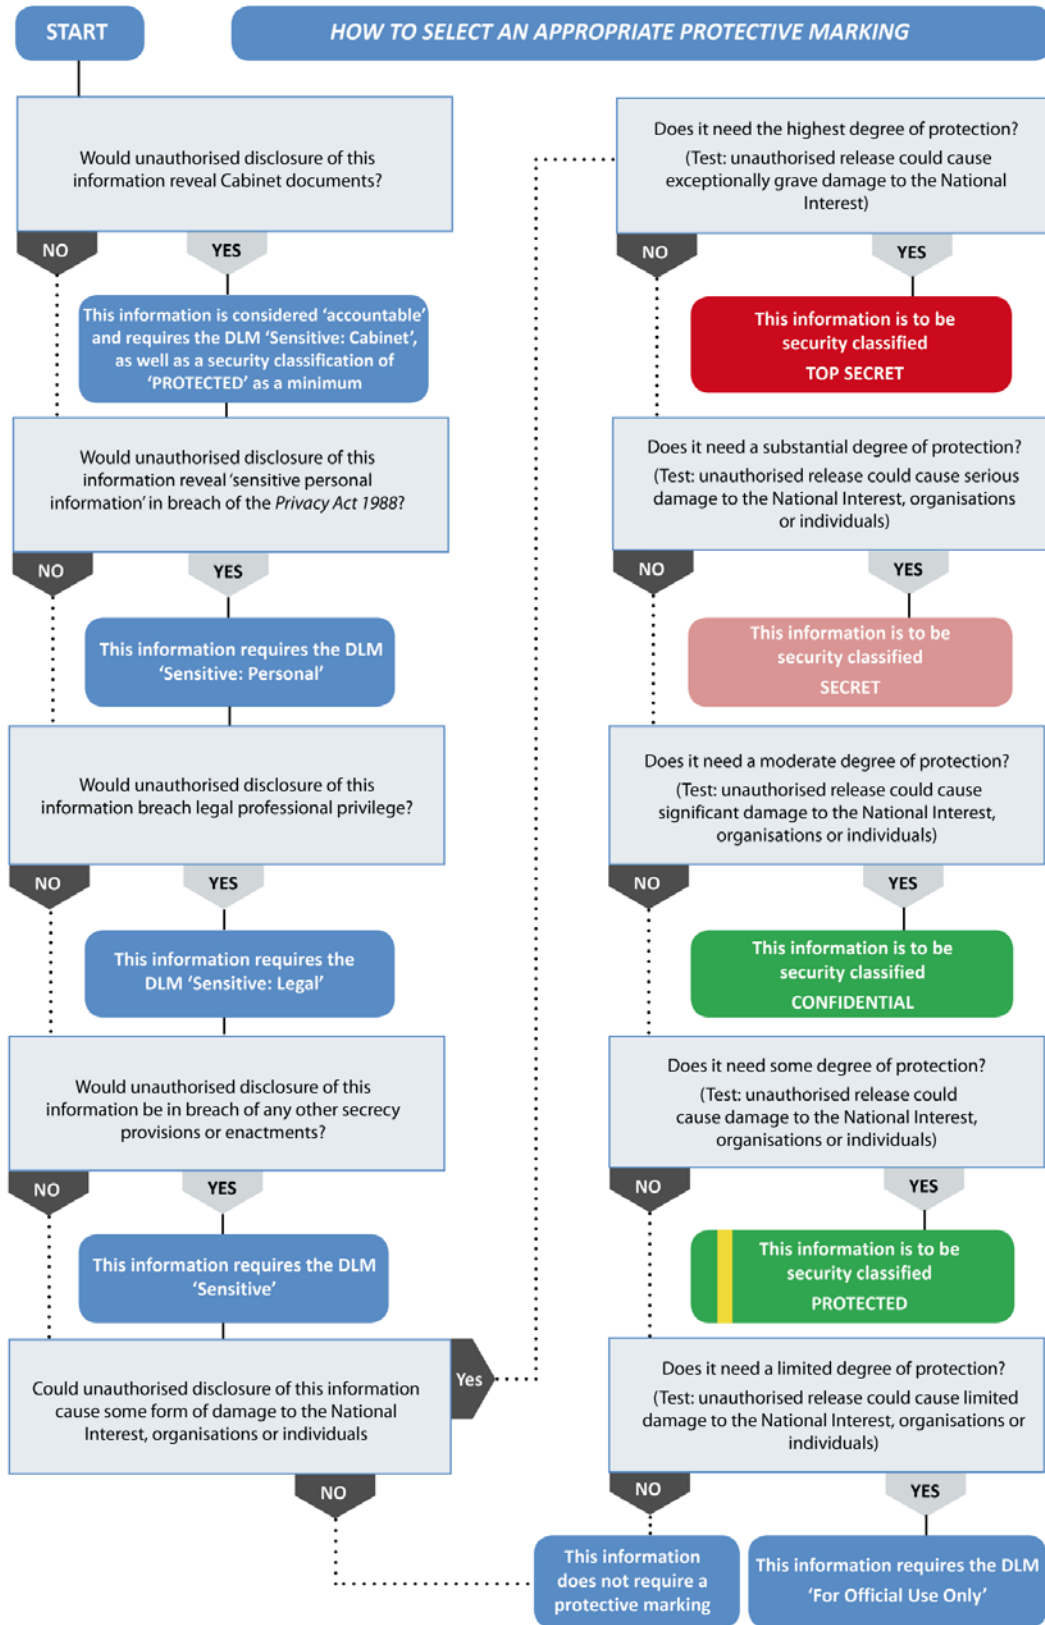 START
HOW TO SELECT AN APPROPRIATE PROTECTIVE MARKING
Would unauthorised disclosure of this
information reveal Cabinet documents?
NO
YES
This information is considered ‘accountable’
and requires the DLM ‘Sensitive: Cabinet’,
as well as a security classification of
‘PROTECTED’ as a minimum
Would unauthorised disclosure of this
information reveal ‘sensitive personal
information’ in breach of the Privacy Act 1988?
NO
YES
This information requires the DLM
‘Sensitive: Personal’
Would unauthorised disclosure of this
information breach legal professional privilege?
NO
YES
This information requires the
DLM ‘Sensitive: Legal’
Would unauthorised disclosure of this
information be in breach of any other secrecy
provisions or enactments?
NO
YES
This information requires the DLM
‘Sensitive’
Could unauthorised disclosure of this information
cause some form of damage to the National
Interest, organisations or individuals
Yes
NO
Does it need the highest degree of protection?
(Test: unauthorised release could cause
exceptionally grave damage to the National
Interest)
NO
YES
This information is to be
security classified
TOP SECRET
Does it need a substantial degree of protection?
(Test: unauthorised release could cause serious
damage to the National Interest, organisations
or individuals)
NO
YES
This information is to be
security classified
SECRET
Does it need a moderate degree of protection?
(Test: unauthorised release could cause
significant damage to the National Interest,
organisations or individuals)
NO
YES
This information is to be
security classified
CONFIDENTIAL
Does it need some degree of protection?
(Test: unauthorised release could
cause damage to the National Interest,
organisations or individuals)
NO
YES
This information is to be
security classified
PROTECTED
Does it need a limited degree of protection?
(Test: unauthorised release could cause limited
damage to the National Interest, organisations or
individuals)
NO
YES
This information
does not require a
protective marking
This information requires the DLM
‘For Official Use Only’